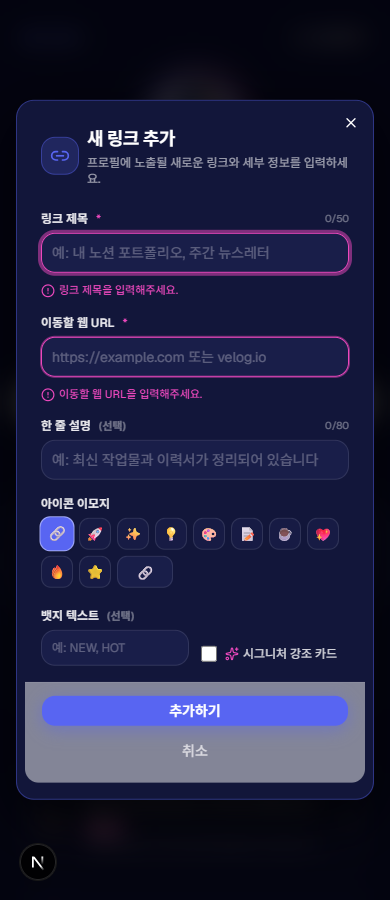 새 링크 추가
프로필에 노출될 새로운 링크와 세부 정보를 입력하세
요.
링크 제목 *
0/50
예: 내 노션 포트폴리오, 주간 뉴스레터
링크 제목을 입력해주세요.
이동할 웹 URL *
https://example.com 또는 velog.io
이동할 웹 URL을 입력해주세요.
한 줄 설명 (선택)
0/80
예: 최신 작업물과 이력서가 정리되어 있습니다
아이콘 이모지
뱃지 텍스트 (선택)
예: NEW, HOT
시그니처 강조 카드
추가하기
취소
N